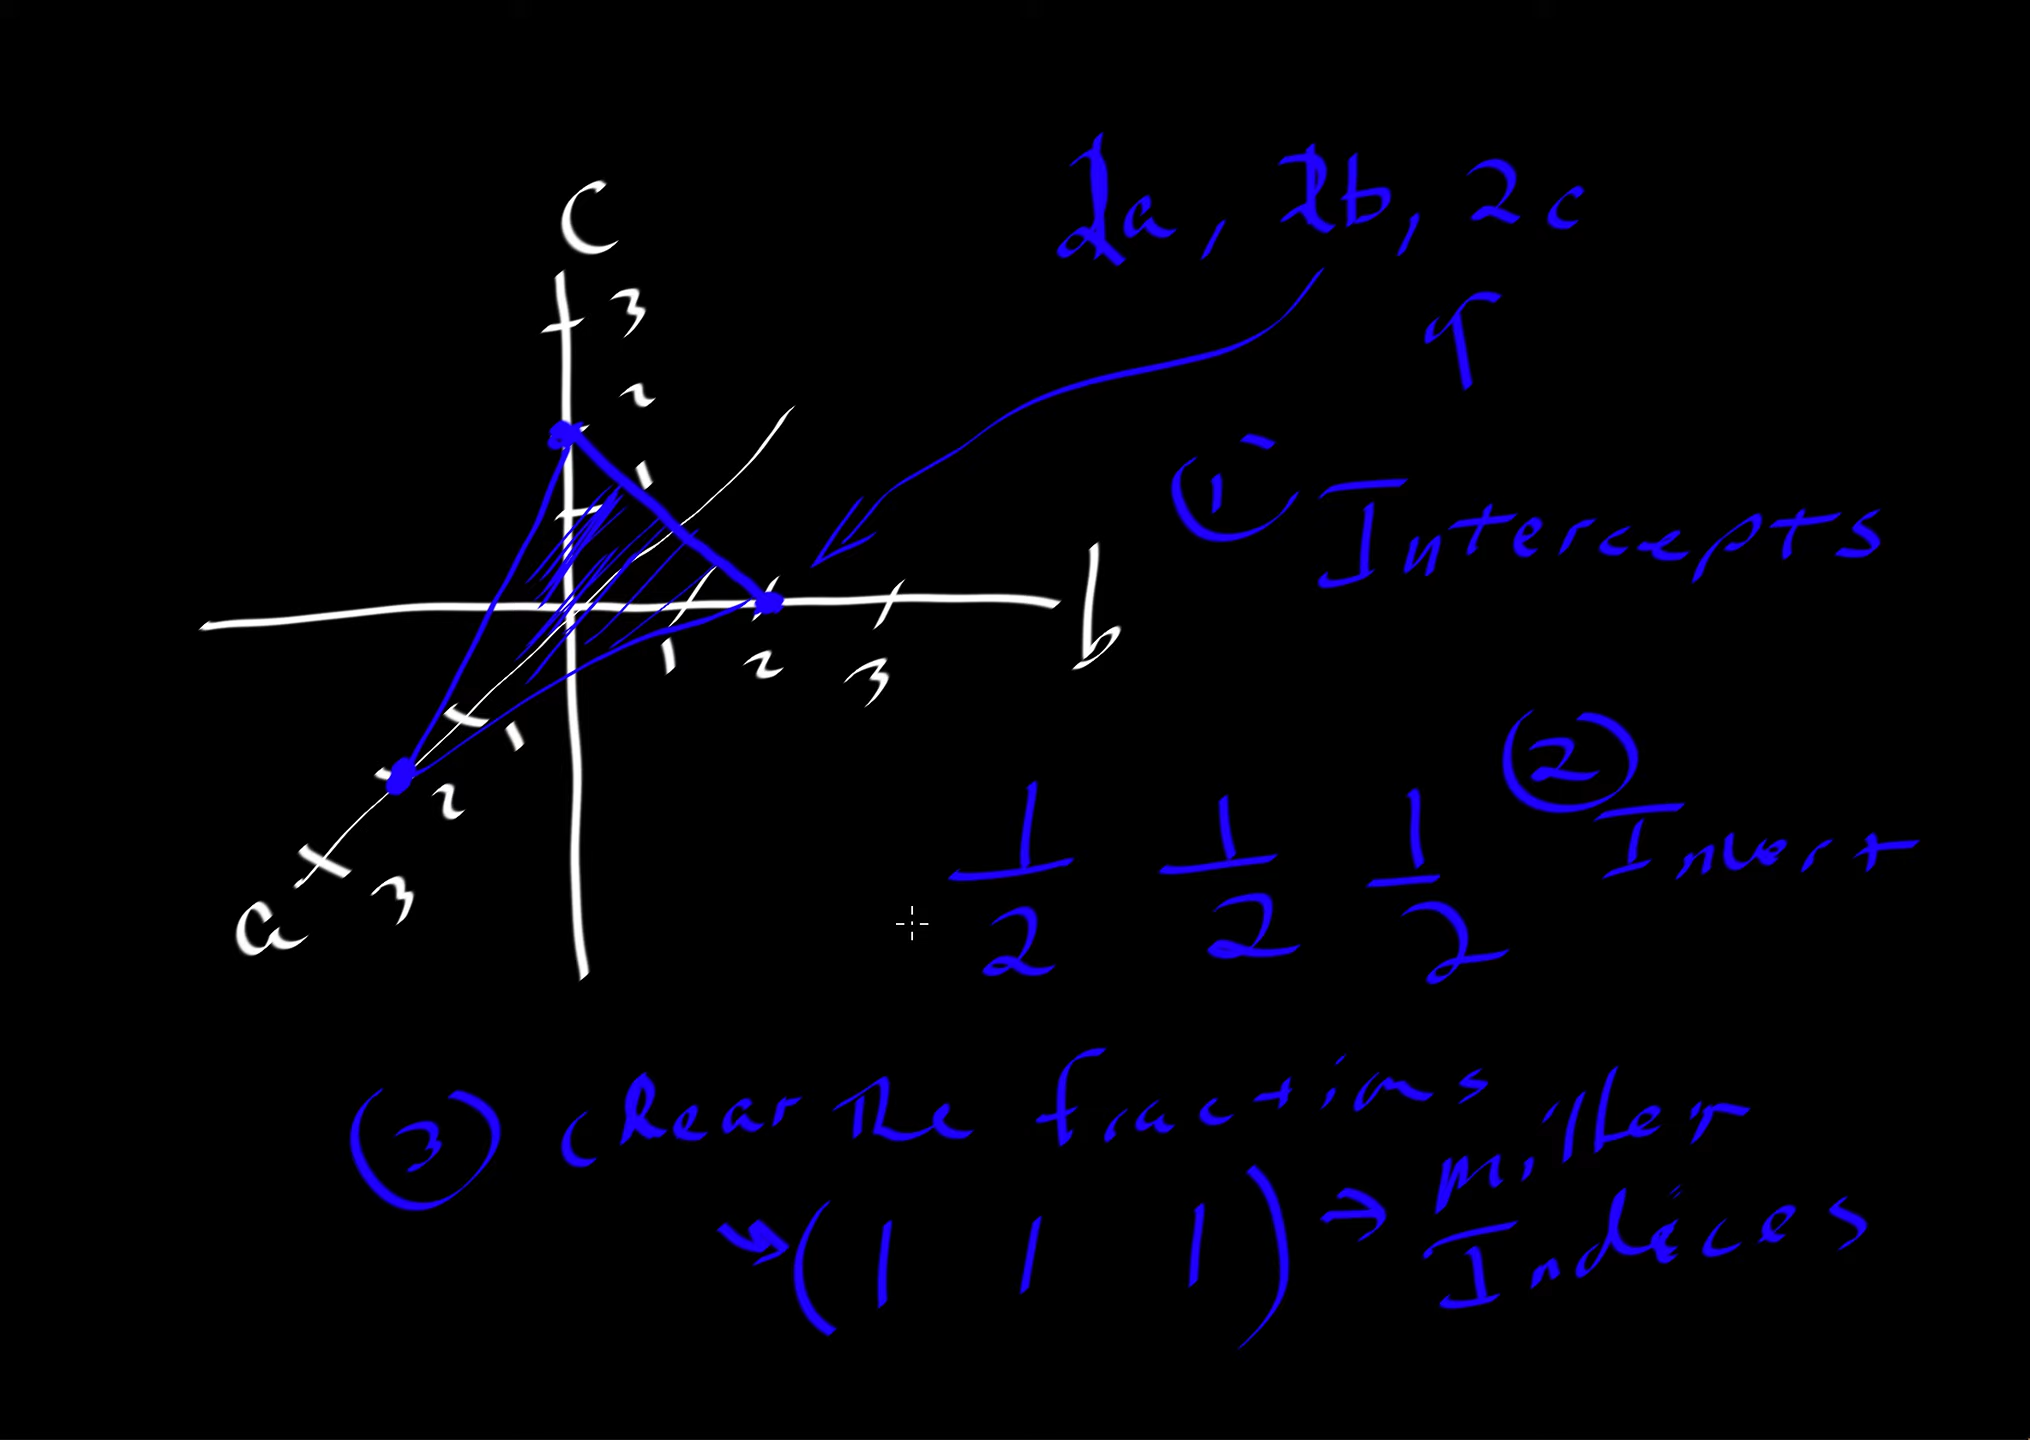 C
3
2
1
b
1 2 3
1
2
3
a
2a, 2b, 2c
① Intercepts
1/2 1/2 1/2
② Invert
③ Clear the fractions
(1 1 1) → Miller
Indices